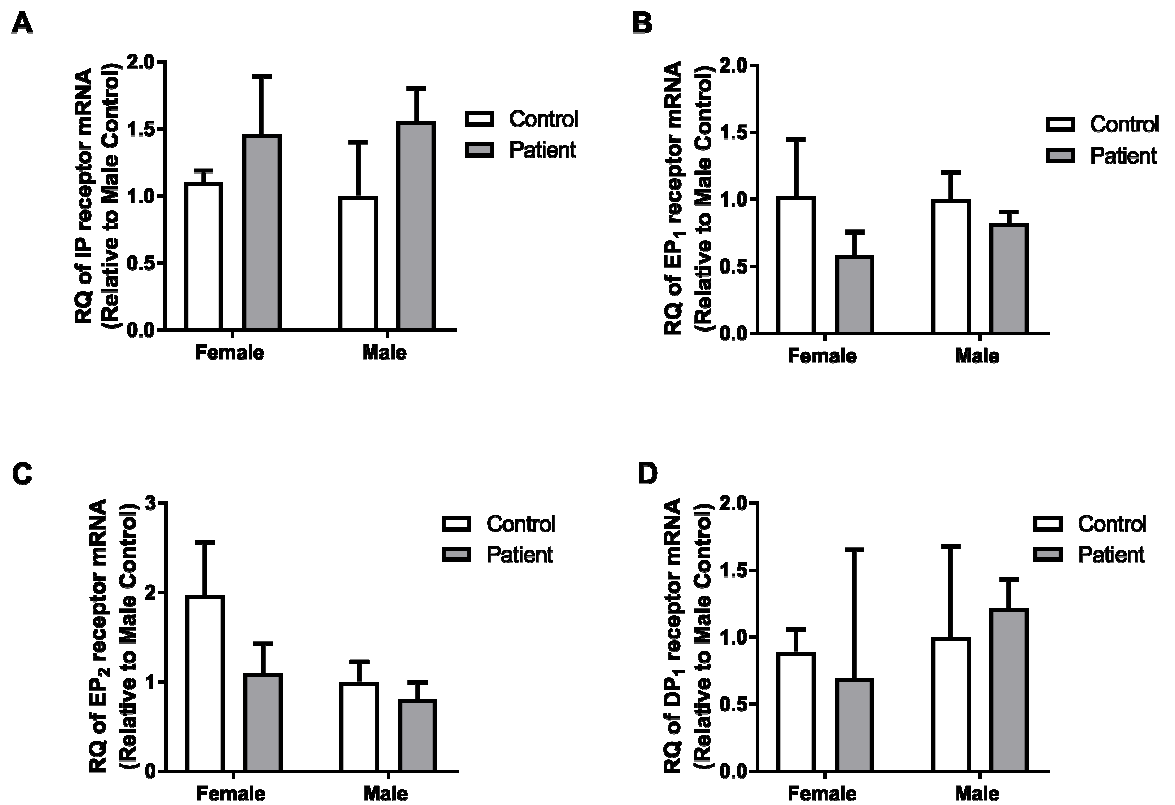 A
RQ of IP receptor mRNA
(Relative to Male Control)
2.0
1.5
1.0
0.5
0.0
Female
Male
Control
Patient
B
RQ of EP₁ receptor mRNA
(Relative to Male Control)
2.0
1.5
1.0
0.5
0.0
Female
Male
Control
Patient
C
RQ of EP₂ receptor mRNA
(Relative to Male Control)
3
2
1
0
Female
Male
Control
Patient
D
RQ of DP₁ receptor mRNA
(Relative to Male Control)
2.0
1.5
1.0
0.5
0.0
Female
Male
Control
Patient